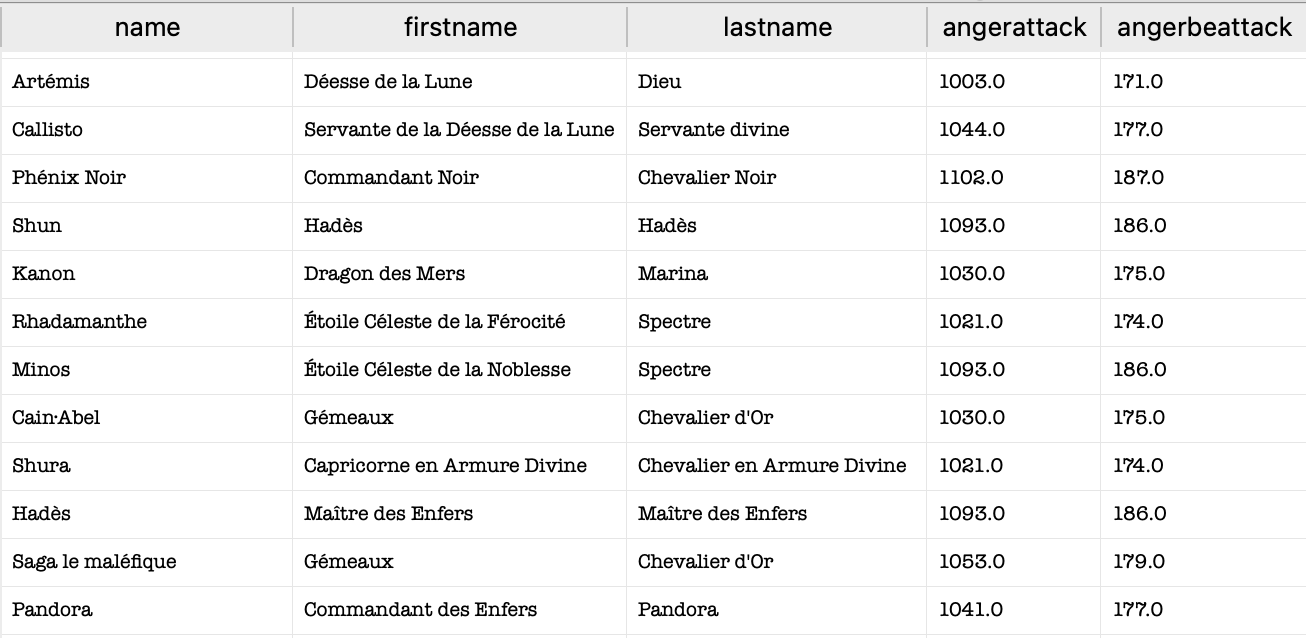 name firstname lastname angerattack angerbeattack
Artémis Déesse de la Lune Dieu 1003.0 171.0
Callisto Servante de la Déesse de la Lune Servante divine 1044.0 177.0
Phénix Noir Commandant Noir Chevalier Noir 1102.0 187.0
Shun Hadès Hadès 1093.0 186.0
Kanon Dragon des Mers Marina 1030.0 175.0
Rhadamanthe Étoile Céleste de la Férocité Spectre 1021.0 174.0
Minos Étoile Céleste de la Noblesse Spectre 1093.0 186.0
Cain·Abel Gémeaux Chevalier d'Or 1030.0 175.0
Shura Capricorne en Armure Divine Chevalier en Armure Divine 1021.0 174.0
Hadès Maître des Enfers Maître des Enfers 1093.0 186.0
Saga le maléfique Gémeaux Chevalier d'Or 1053.0 179.0
Pandora Commandant des Enfers Pandora 1041.0 177.0